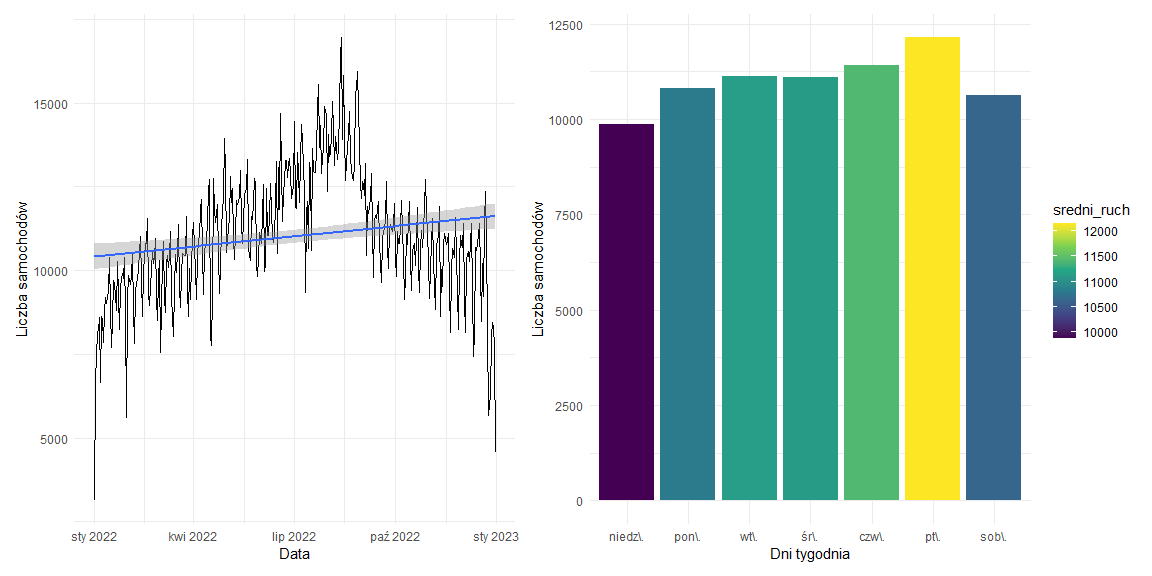 15000
10000
5000
Liczba samochodów
sty 2022
kwi 2022
lip 2022
paź 2022
sty 2023
Data
12500
10000
7500
5000
2500
0
Liczba samochodów
niedz\.
pon\.
wt\.
śr\.
czw\.
pt\.
sob\.
Dni tygodnia
sredni_ruch
12000
11500
11000
10500
10000